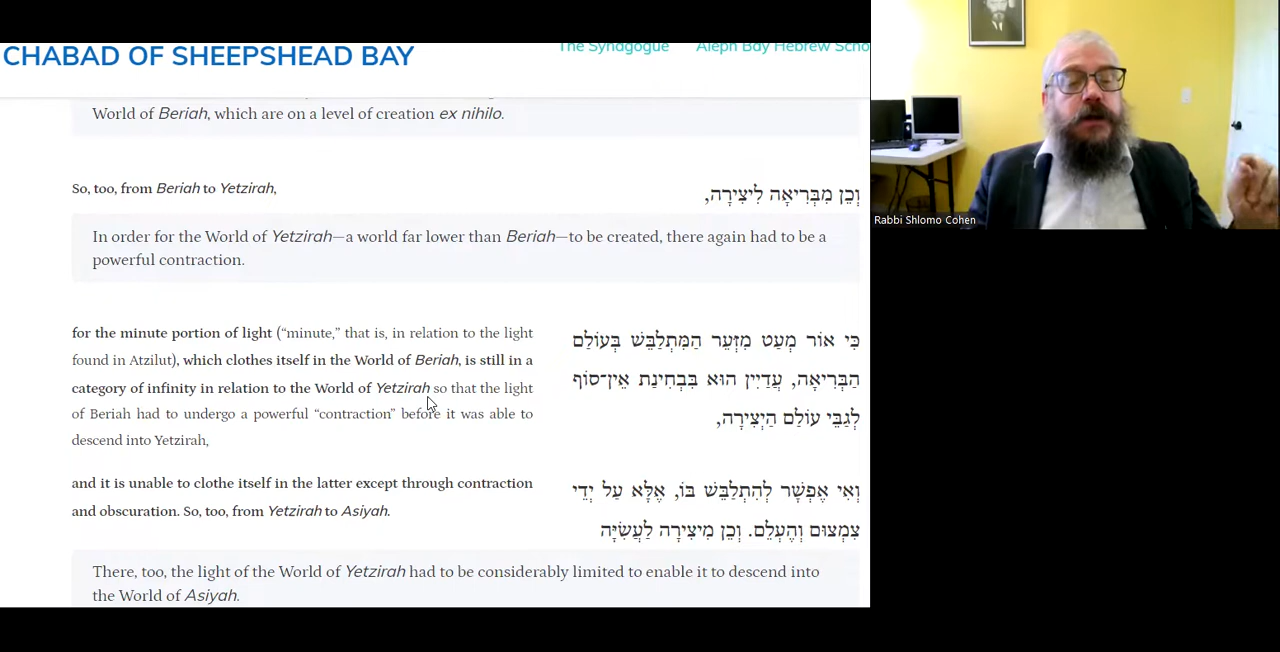 The Synagogue Aleph Bay Hebrew Scho
CHABAD OF SHEEPSHEAD BAY
World of Beriah, which are on a level of creation ex nihilo.
So, too, from Beriah to Yetzirah,
וְכֵן מִבְּרִיאָה לִיצִירָה,
In order for the World of Yetzirah—a world far lower than Beriah—to be created, there again had to be a
powerful contraction.
for the minute portion of light (“minute,” that is, in relation to the light
found in Atzilut), which clothes itself in the World of Beriah, is still in a
category of infinity in relation to the World of Yetzirah so that the light
of Beriah had to undergo a powerful “contraction” before it was able to
descend into Yetzirah,
כִּי אוֹר מְעַט מִזְּעֵר הַמִּתְלַבֵּשׁ בְּעוֹלַם
הַבְּרִיאָה, עֲדַיִין הוּא בִּבְחִינַת אֵין־סוֹף
לְגַבֵּי עוֹלַם הַיְצִירָה,
and it is unable to clothe itself in the latter except through contraction
and obscuration. So, too, from Yetzirah to Asiyah.
וְאִי אֶפְשָׁר לְהִתְלַבֵּשׁ בּוֹ, אֶלָּא עַל יְדֵי
צִמְצוּם וְהֶעְלֵם. וְכֵן מִיצִירָה לַעֲשִׂיָּה
There, too, the light of the World of Yetzirah had to be considerably limited to enable it to descend into
the World of Asiyah.
Rabbi Shlomo Cohen